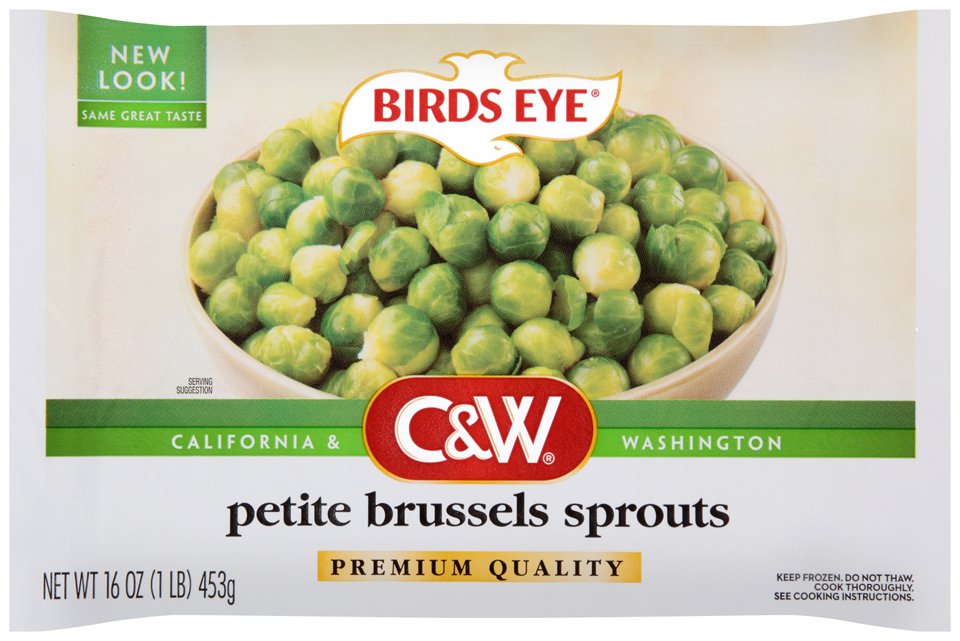 NEW
LOOK!
SAME GREAT TASTE
BIRDS EYE®
SERVING
SUGGESTION
CALIFORNIA & C&W® WASHINGTON
petite brussels sprouts
PREMIUM QUALITY
NET WT 16 OZ (1 LB) 453g
KEEP FROZEN. DO NOT THAW.
COOK THOROUGHLY.
SEE COOKING INSTRUCTIONS.